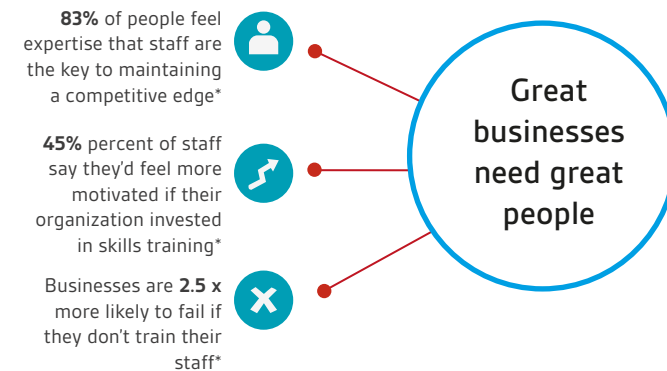 83% of people feel
expertise that staff are
the key to maintaining
a competitive edge*
45% percent of staff
say they'd feel more
motivated if their
organization invested
in skills training*
Businesses are 2.5 x
more likely to fail if
they don't train their
staff*
Great
businesses
need great
people